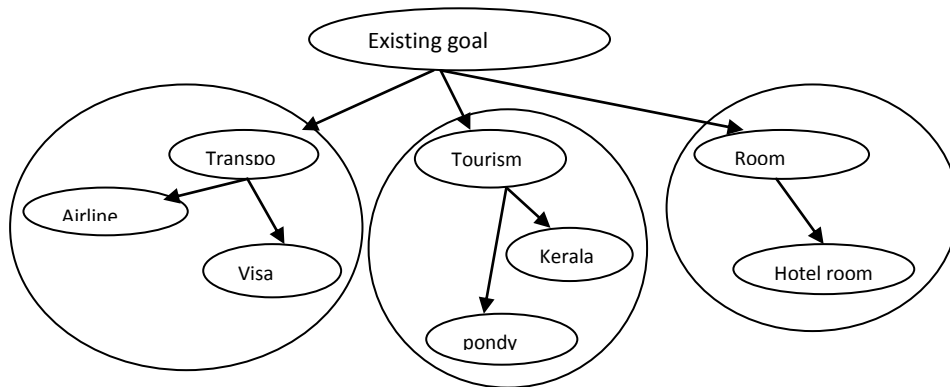 Existing goal
Transpo
Tourism
Room
Airline
Visa
Kerala
Hotel room
pondy